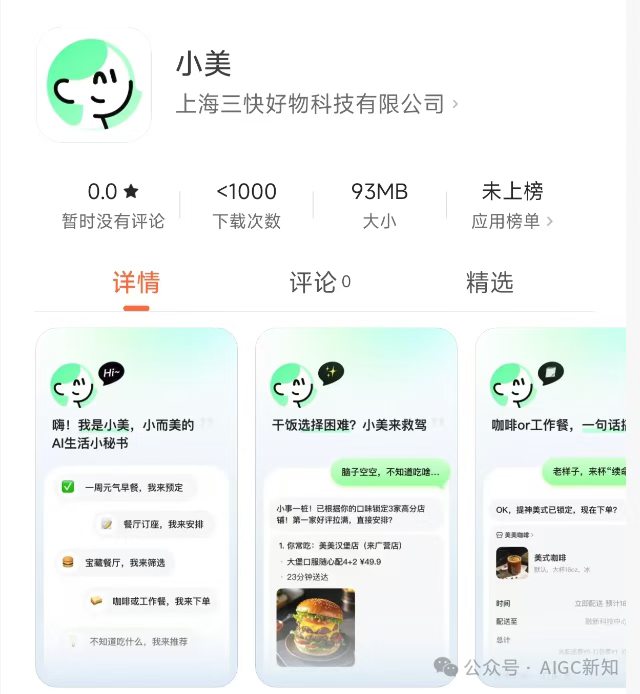 小美
上海三快好物科技有限公司
0.0
<1000
93MB
未上榜
暂时没有评论
下载次数
大小
应用榜单
详情
评论 0
精选
Hi~
嗨！我是小美，小而美的
AI生活小秘书
一周元气早餐，我来预定
餐厅订座，我来安排
宝藏餐厅，我来筛选
咖啡或工作餐，我来下单
不知道吃什么，我来推荐
干饭选择困难？小美来救驾
脑子空空，不知道吃啥...
小事一桩！已根据你的口味锁定3家高分店
铺！第一家好评拉满，直接安排？
1. 你常吃：美美汉堡店（来广营店）
· 大堡口服随心配4+2 ¥49.9
· 23分钟送达
咖啡or工作餐，一句话
老样子，来杯“续命
OK，提神美式已锁定，现在下单？
美美咖啡
美式咖啡
默认，大杯16oz，冰
时间
立即配送 预计
配送至
融新科技中心
总计
公众号 · AIGC新知